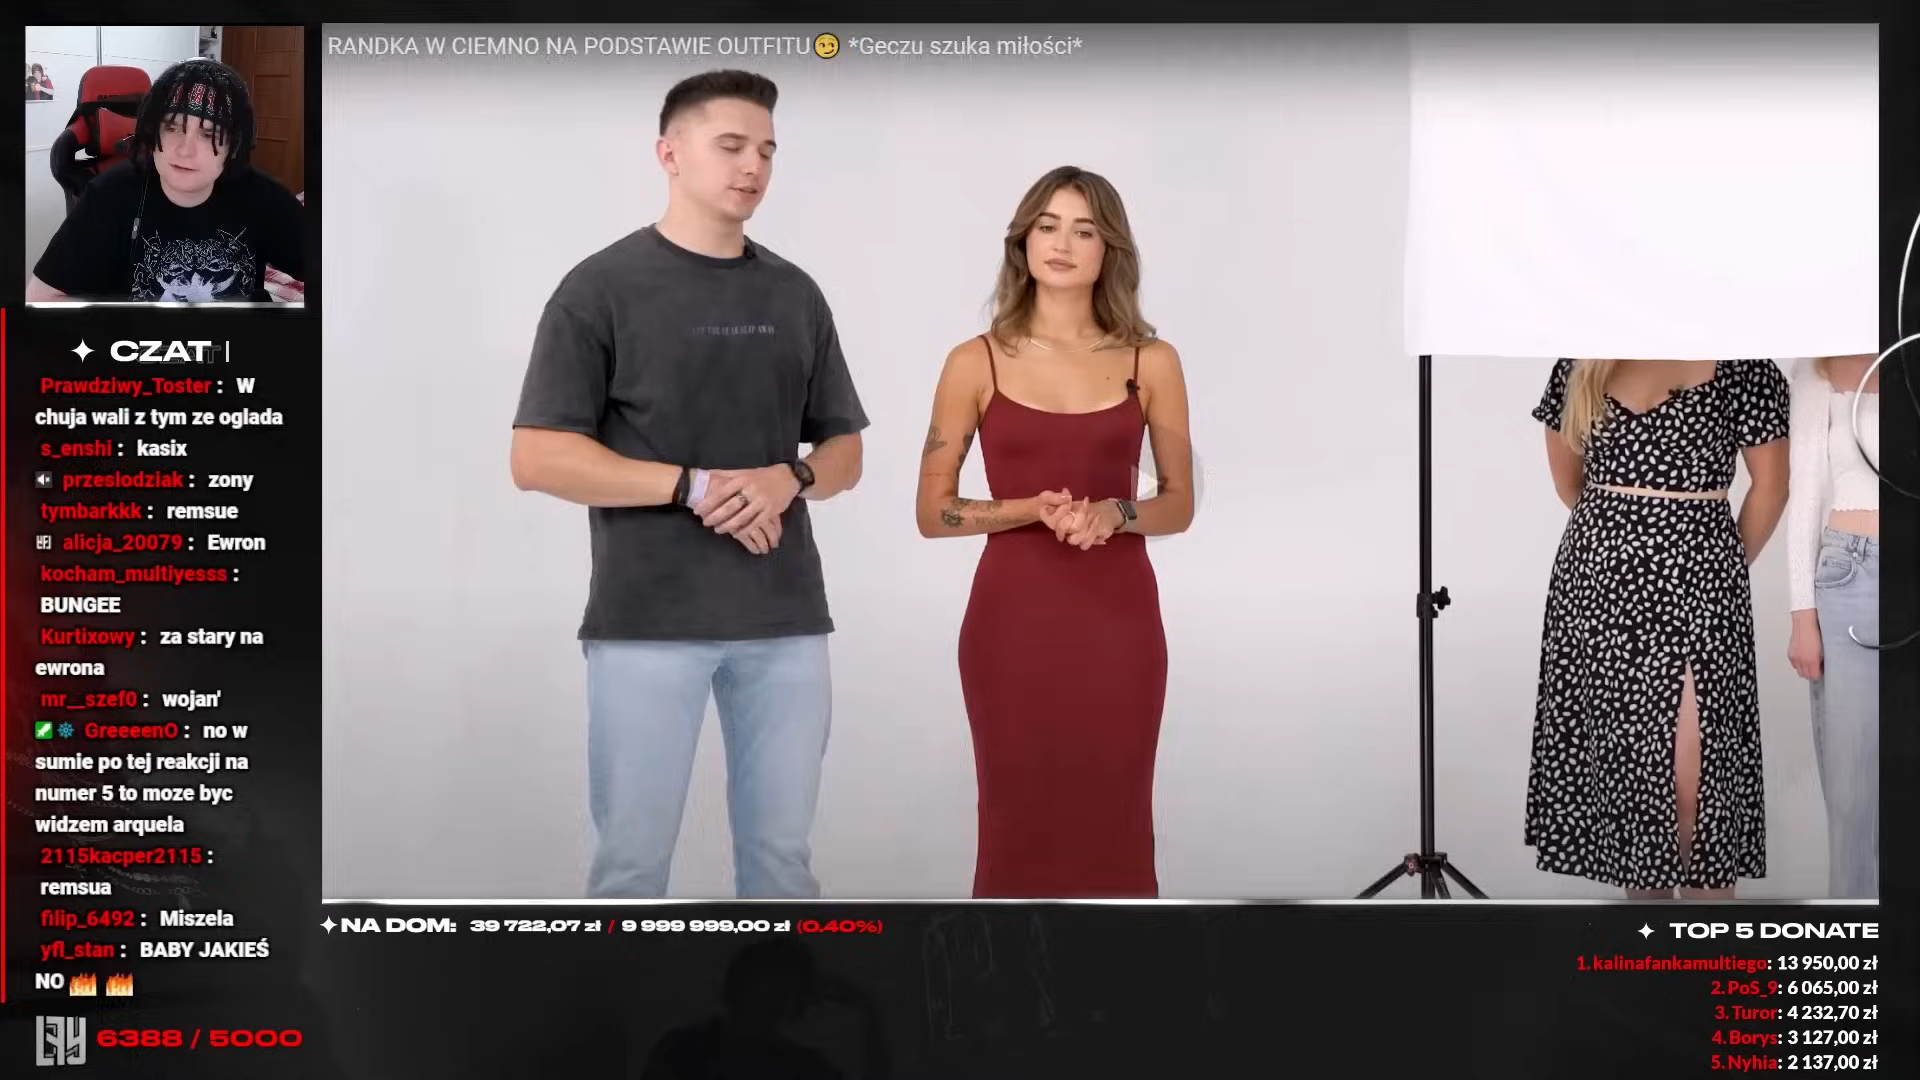 RANDKA W CIEMNO NA PODSTAWIE OUTFITU😏 *Geczu szuka miłości*
CZAT
Prawdziwy_Toster: W
chuja wali z tym ze oglada
s_enshi: kasix
przeslodziak: zony
tymbarkkk: remsue
alicja_20079: Ewron
kocham_multiyesss:
BUNGEE
Kurtixowy: za stary na
ewrona
mr__szef0: wojan'
GreeeenO: no w
sumie po tej reakcji na
numer 5 to moze byc
widzem arquela
2115kacper2115:
remsua
filip_6492: Miszela
yfl_stan: BABY JAKIEŚ
NO 🔥 🔥
6388 / 5000
NA DOM: 39 722,07 zł / 9 999 999,00 zł (0.40%)
TOP 5 DONATE
1. kalinafankamultiego: 13 950,00 zł
2. PoS_9: 6 065,00 zł
3. Turor: 4 232,70 zł
4. Borys: 3 127,00 zł
5. Nyhia: 2 137,00 zł